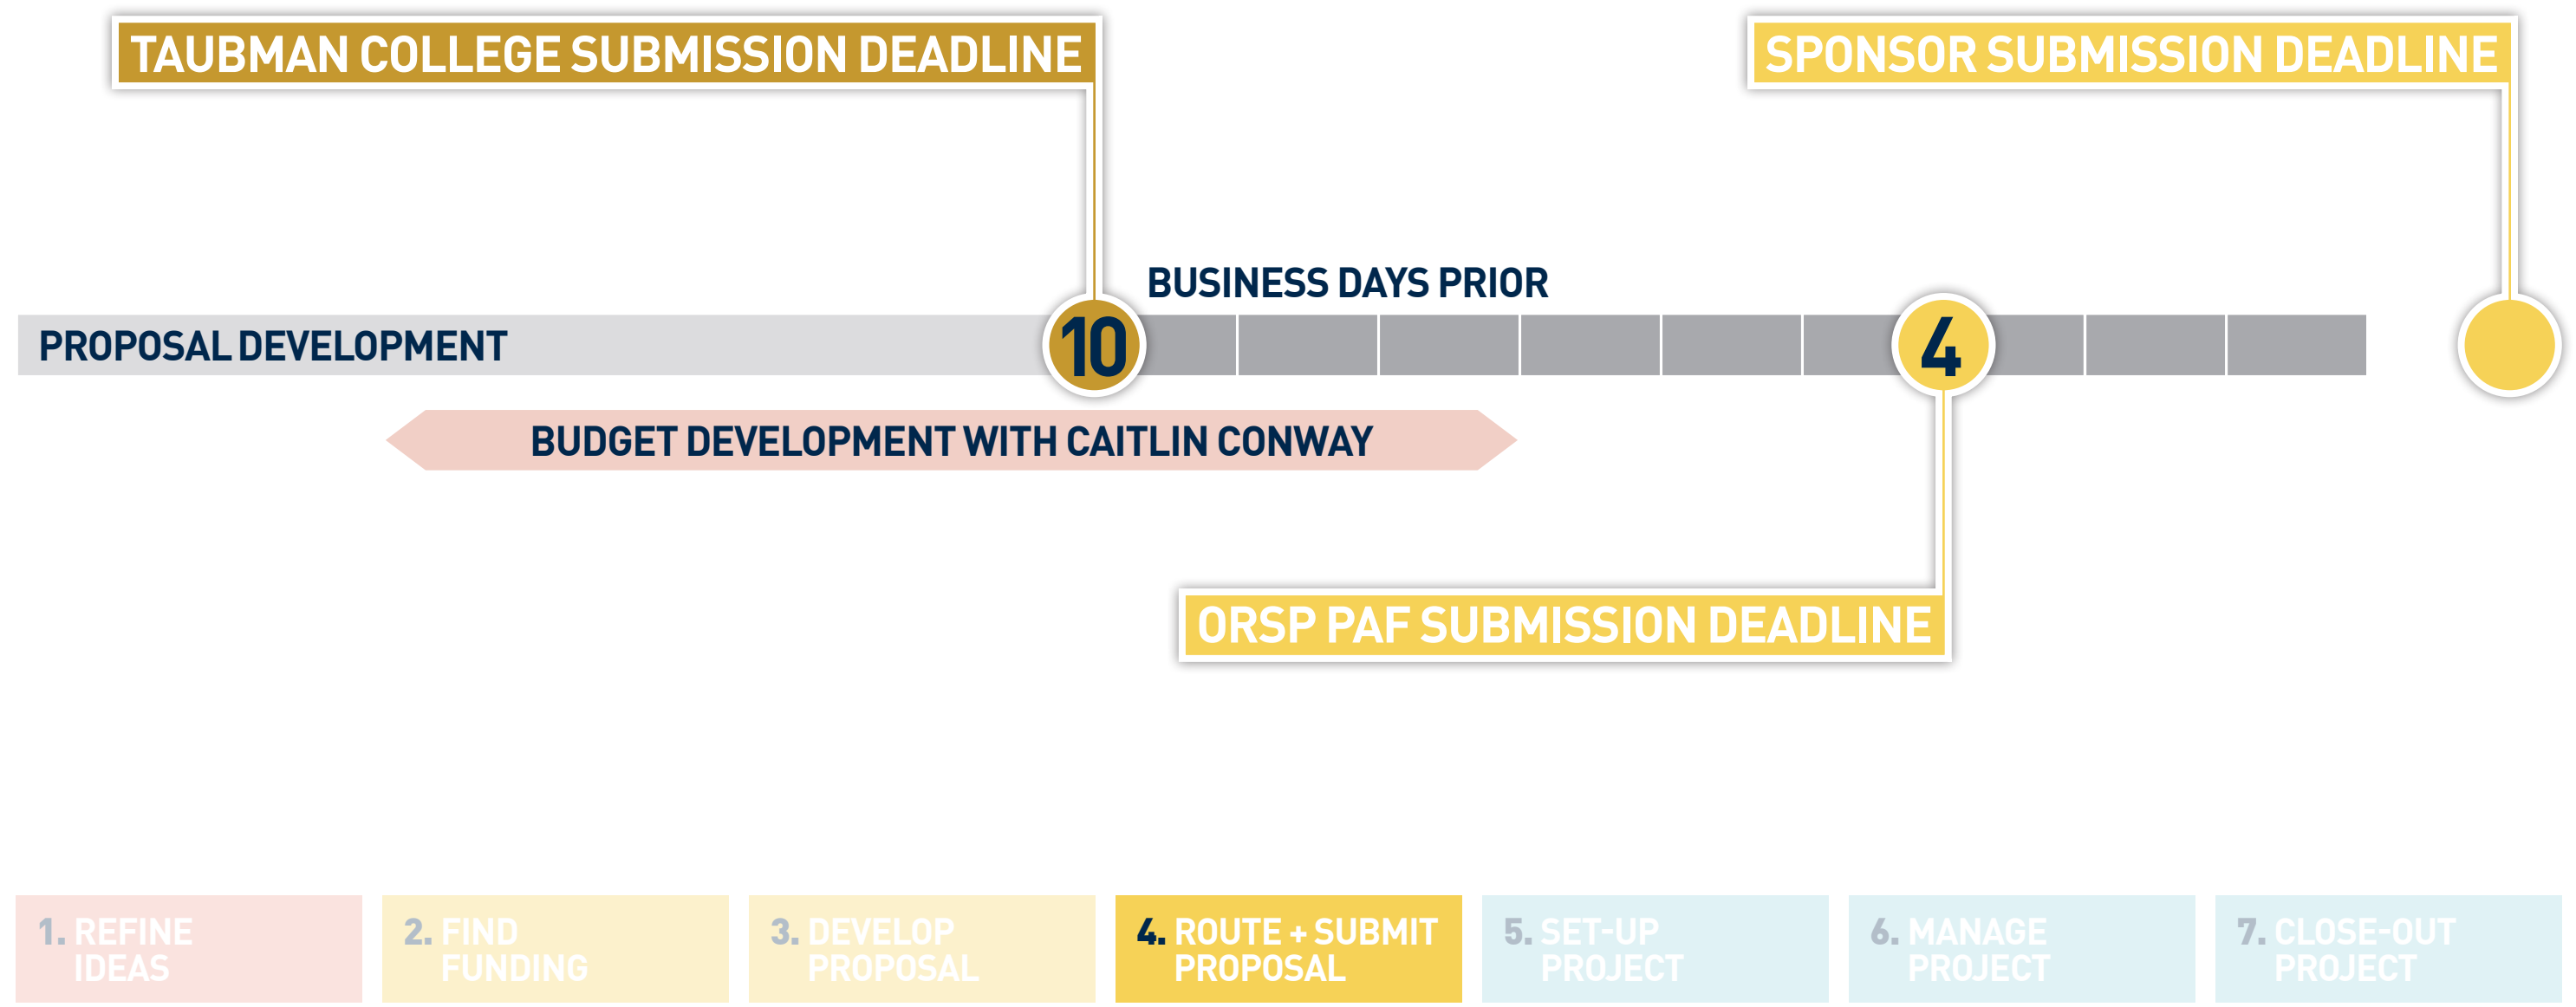 TAUBMAN COLLEGE SUBMISSION DEADLINE
SPONSOR SUBMISSION DEADLINE
BUSINESS DAYS PRIOR
PROPOSAL DEVELOPMENT
10
4
BUDGET DEVELOPMENT WITH CAITLIN CONWAY
ORSP PAF SUBMISSION DEADLINE
1. REFINE
IDEAS
2. FIND
FUNDING
3. DEVELOP
PROPOSAL
4. ROUTE + SUBMIT
PROPOSAL
5. SET-UP
PROJECT
6. MANAGE
PROJECT
7. CLOSE-OUT
PROJECT